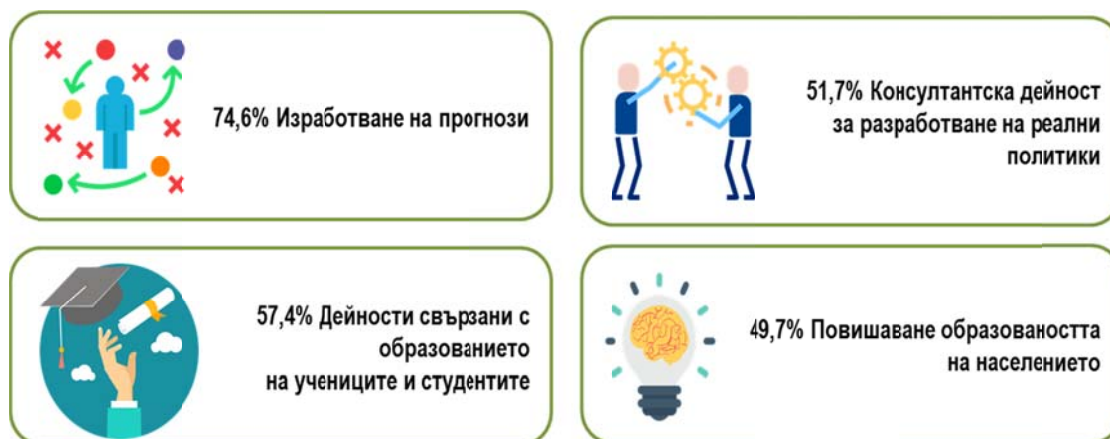 74,6% Изработване на прогнози
51,7% Консултантска дейност
за разработване на реални
политики
57,4% Дейности свързани с
образованието
на учениците и студентите
49,7% Повишаване образоваността
на населението